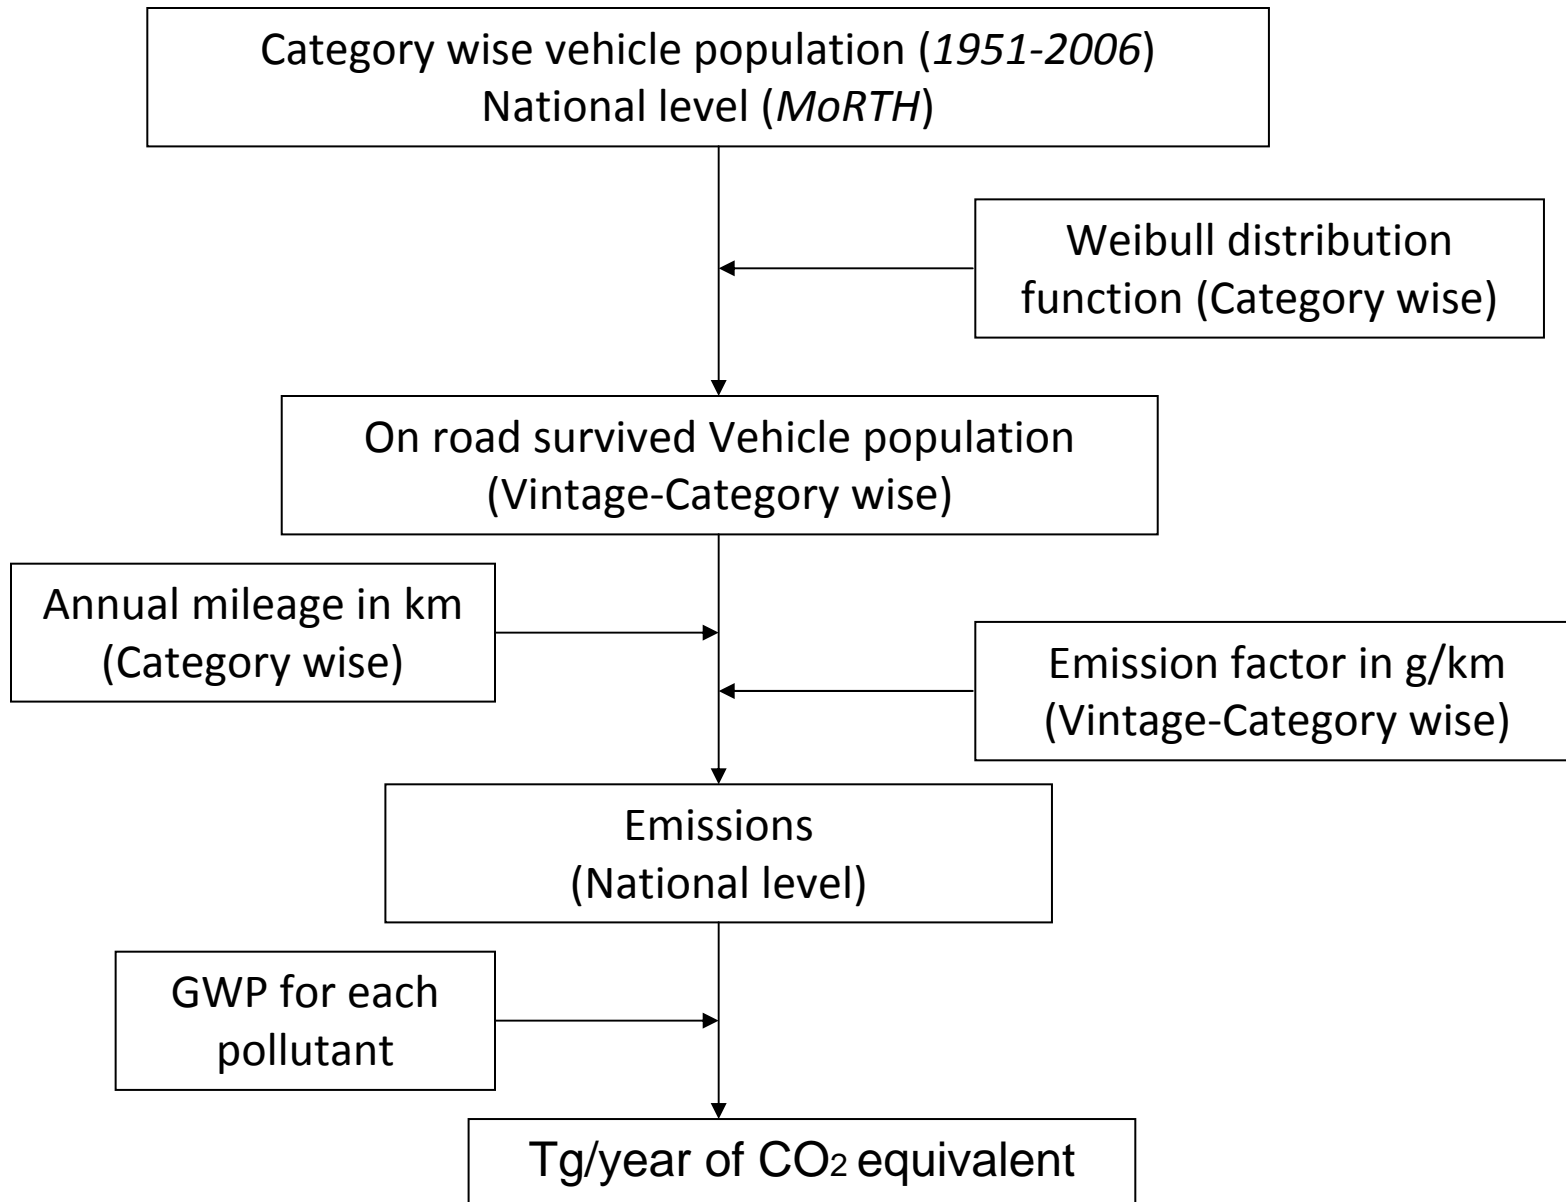 Category wise vehicle population (1951-2006)
National level (MoRTH)
Weibull distribution
function (Category wise)
On road survived Vehicle population
(Vintage-Category wise)
Annual mileage in km
(Category wise)
Emission factor in g/km
(Vintage-Category wise)
Emissions
(National level)
GWP for each
pollutant
Tg/year of CO2 equivalent